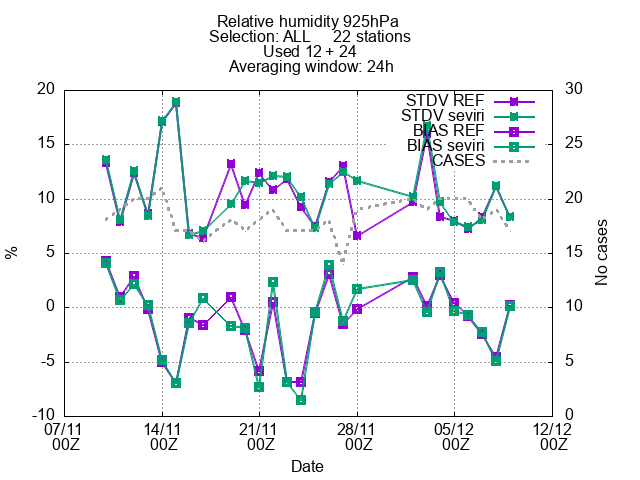 Relative humidity 925hPa
Selection: ALL 22 stations
Used 12 + 24
Averaging window: 24h
STDV REF
STDV seviri
BIAS REF
BIAS seviri
CASES
%
20
15
10
5
0
-5
-10
No cases
30
25
20
15
10
5
0
07/11 14/11 21/11 28/11 05/12 12/12
00Z 00Z 00Z 00Z 00Z 00Z
Date